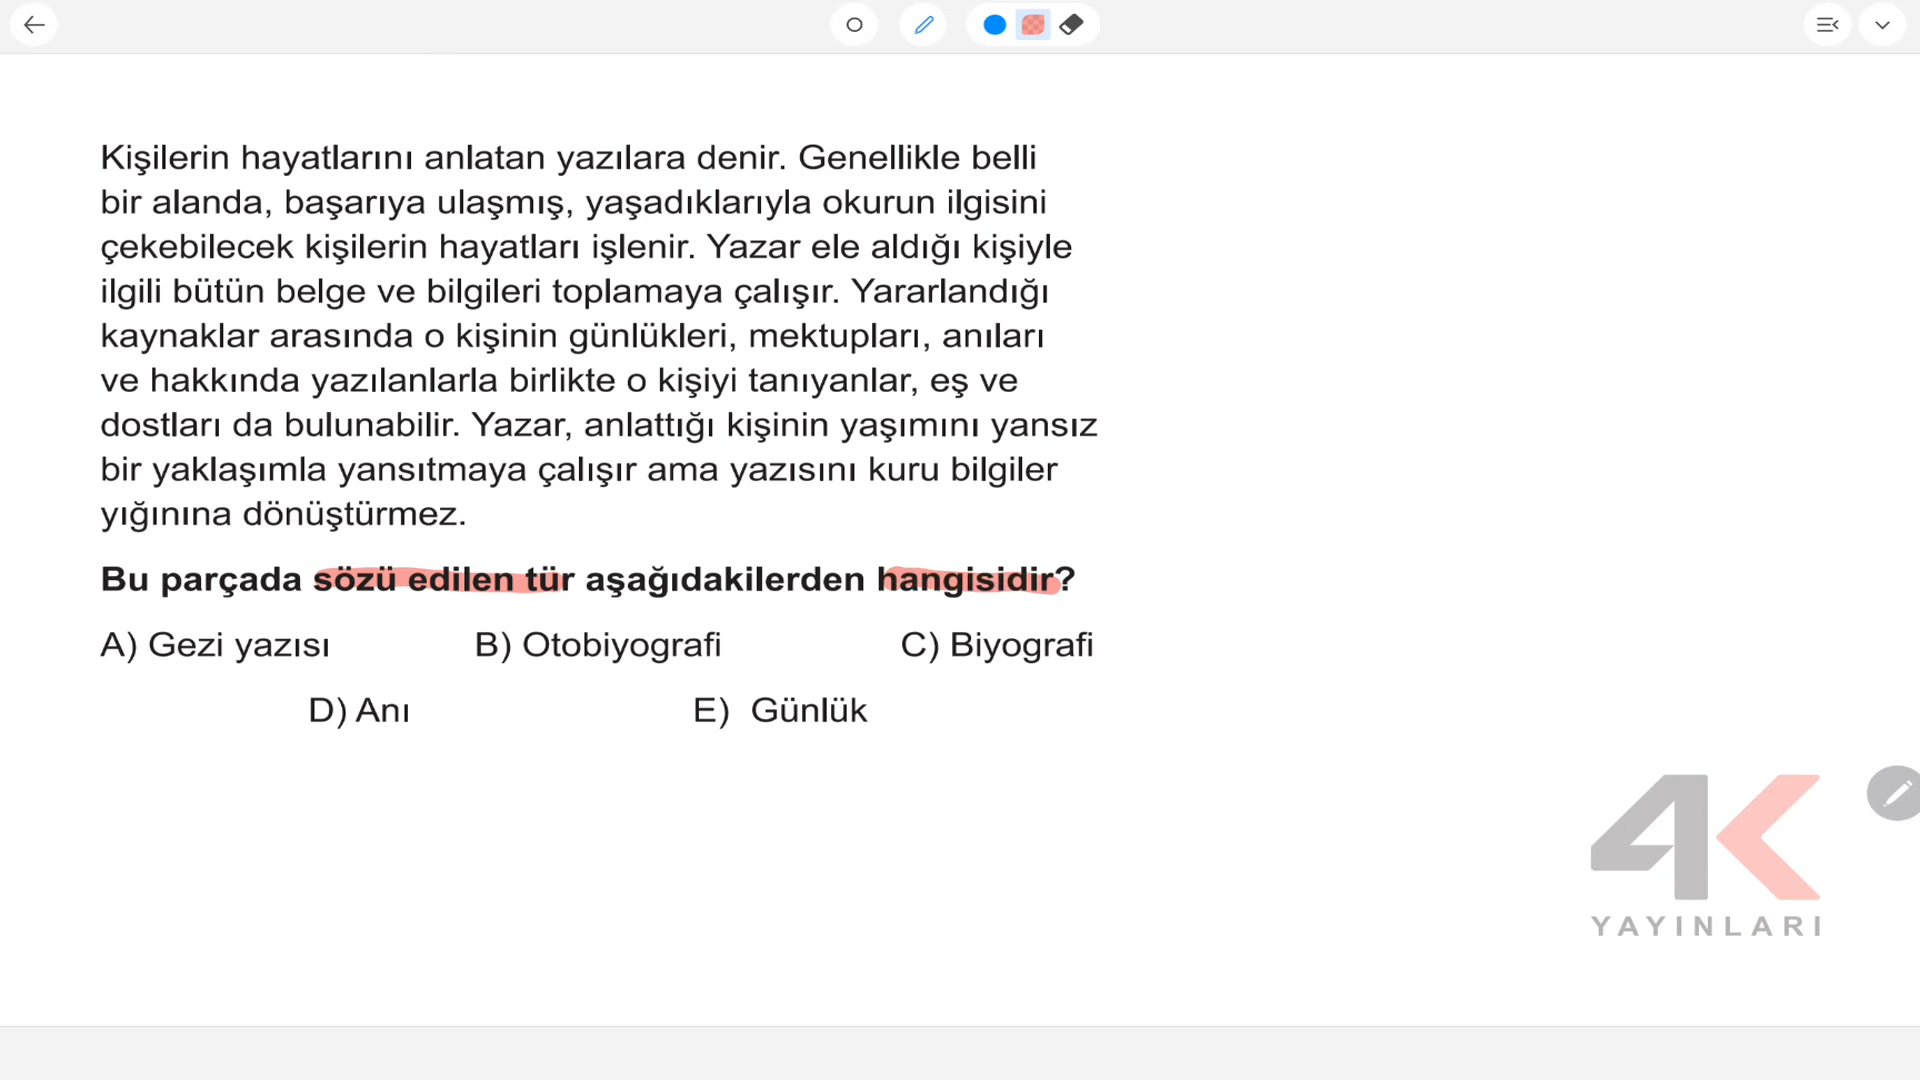 Kişilerin hayatlarını anlatan yazılara denir. Genellikle belli
bir alanda, başarıya ulaşmış, yaşadıklarıyla okurun ilgisini
çekebilecek kişilerin hayatları işlenir. Yazar ele aldığı kişiyle
ilgili bütün belge ve bilgileri toplamaya çalışır. Yararlandığı
kaynaklar arasında o kişinin günlükleri, mektupları, anıları
ve hakkında yazılanlarla birlikte o kişiyi tanıyanlar, eş ve
dostları da bulunabilir. Yazar, anlattığı kişinin yaşımını yansız
bir yaklaşımla yansıtmaya çalışır ama yazısını kuru bilgiler
yığınına dönüştürmez.
Bu parçada sözü edilen tür aşağıdakilerden hangisidir?
A) Gezi yazısı B) Otobiyografi C) Biyografi
D) Anı E) Günlük
4K
YAYINLARI